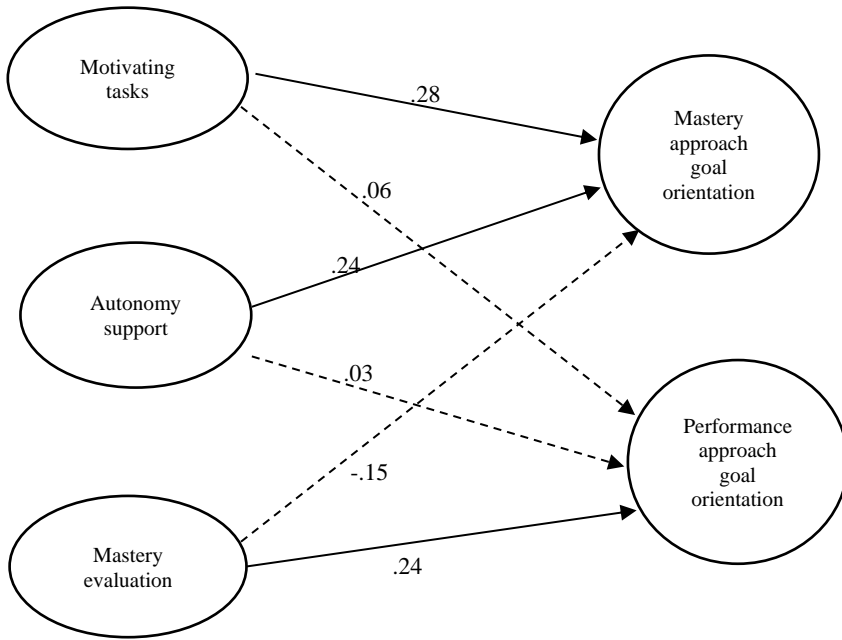 Motivating
tasks
.28
Mastery
approach
goal
orientation
.06
.24
Autonomy
support
.03
Performance
approach
goal
orientation
-.15
Mastery
evaluation
.24